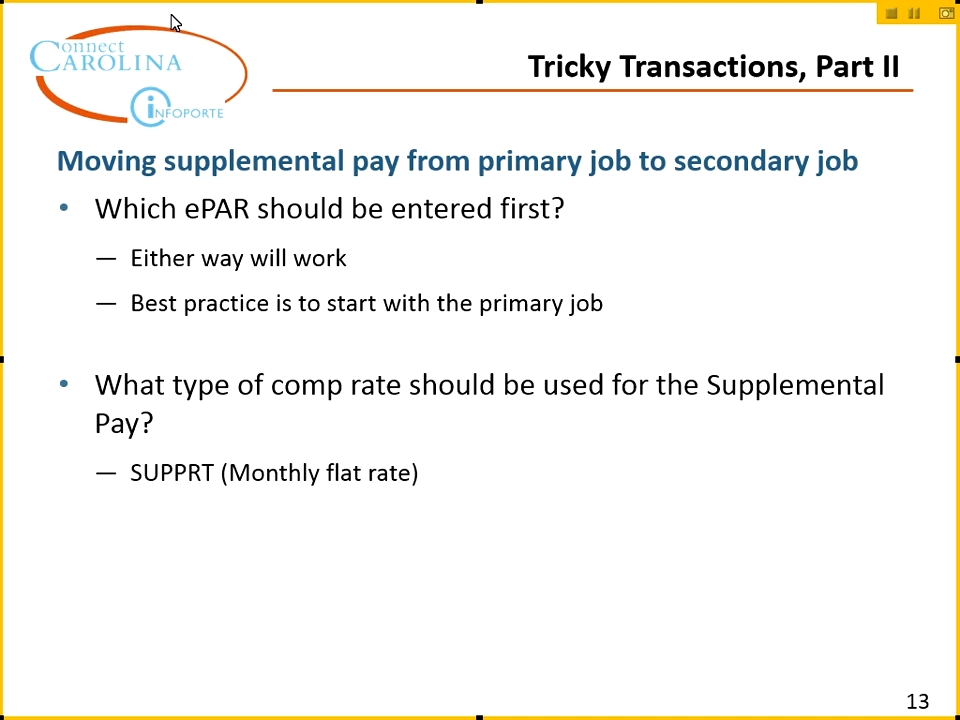 Connect
CAROLINA
INFOPORTE
Tricky Transactions, Part II
Moving supplemental pay from primary job to secondary job
• Which ePAR should be entered first?
— Either way will work
— Best practice is to start with the primary job
• What type of comp rate should be used for the Supplemental
Pay?
— SUPPRT (Monthly flat rate)
13